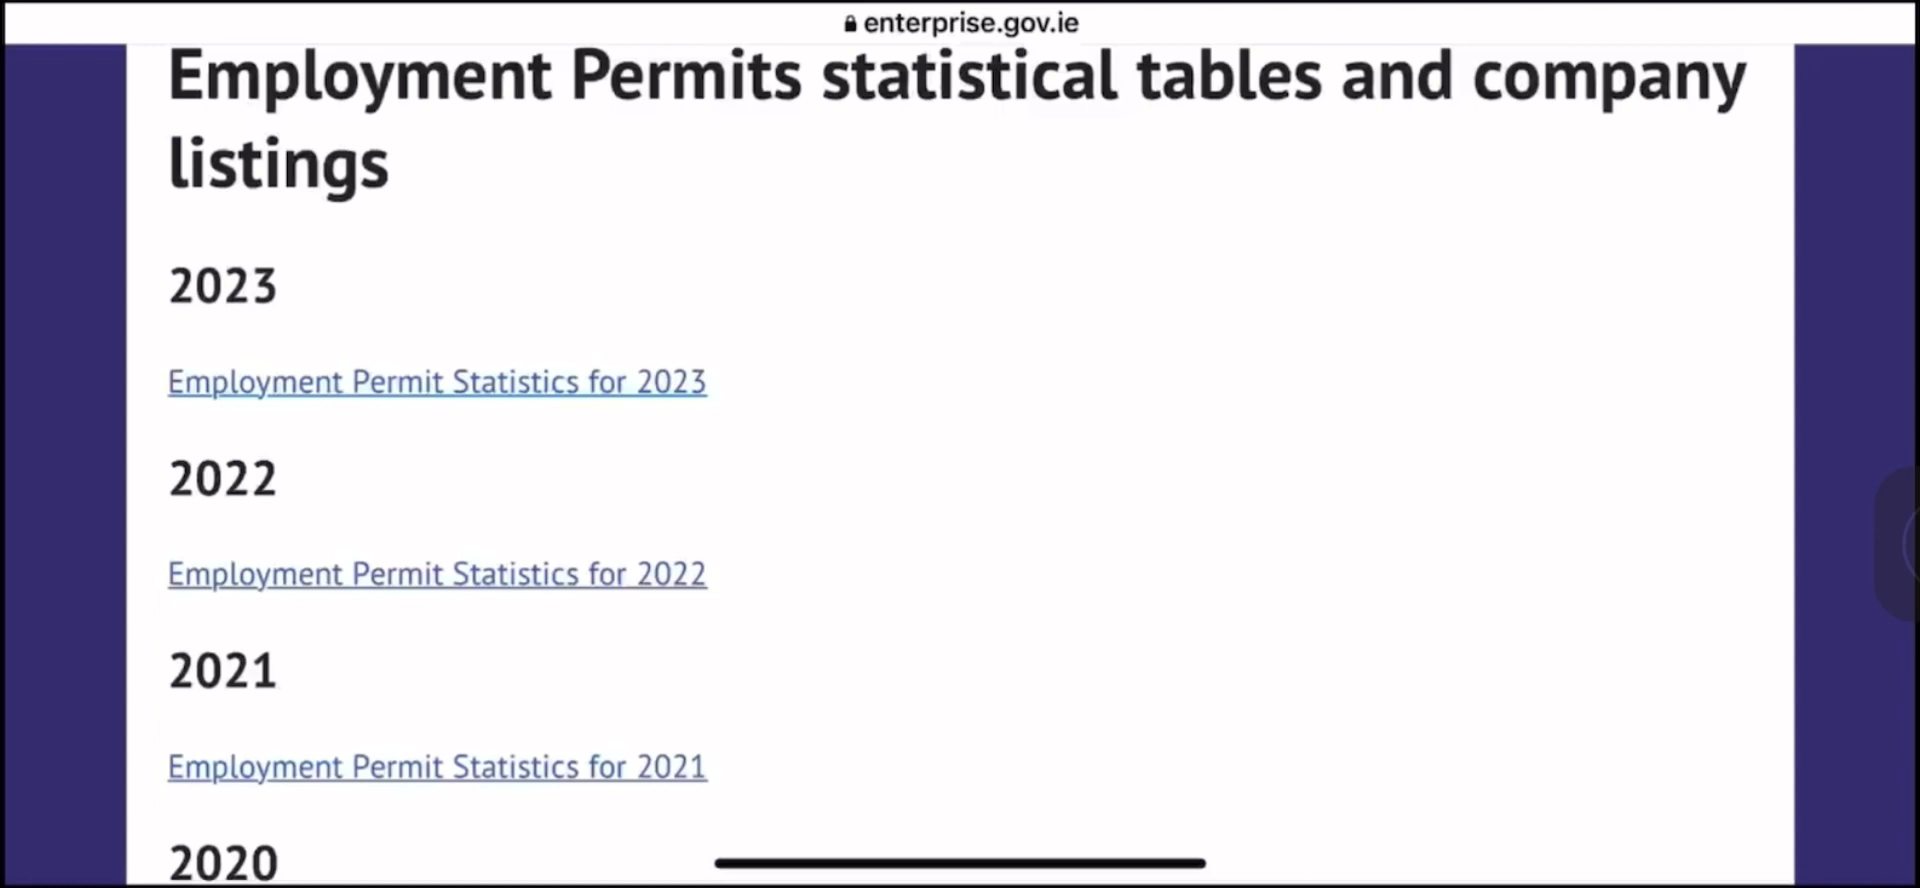 enterprise.gov.ie
Employment Permits statistical tables and company
listings
2023
Employment Permit Statistics for 2023
2022
Employment Permit Statistics for 2022
2021
Employment Permit Statistics for 2021
2020